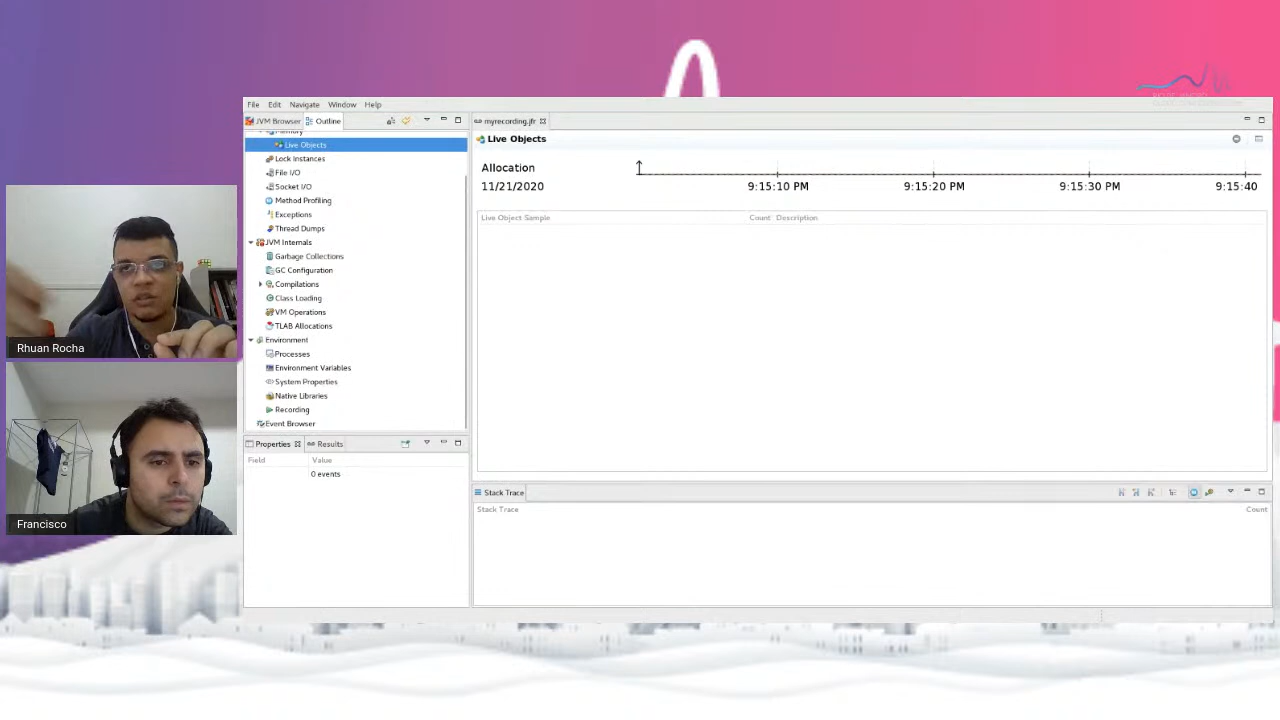 File Edit Navigate Window Help
JVM Browser Outline
Memory
Live Objects
Lock Instances
File I/O
Socket I/O
Method Profiling
Exceptions
Thread Dumps
JVM Internals
Garbage Collections
GC Configuration
Compilations
Class Loading
VM Operations
TLAB Allocations
Environment
Processes
Environment Variables
System Properties
Native Libraries
Recording
Event Browser
Properties Results
Field Value
0 events
myrecording.jfr
Live Objects
Allocation
11/21/2020 9:15:10 PM 9:15:20 PM 9:15:30 PM 9:15:40
Live Object Sample Count Description
Stack Trace
Stack Trace Count
Rhuan Rocha
Francisco